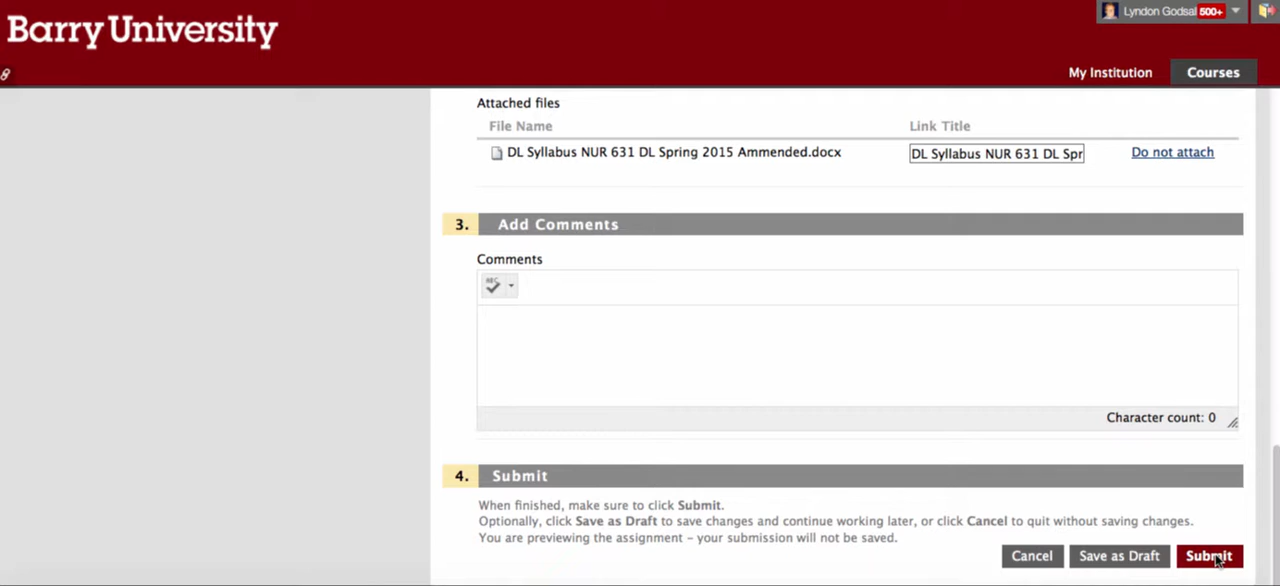 Barry University
Lyndon Godsal 500+
My Institution Courses
Attached files
File Name Link Title
DL Syllabus NUR 631 DL Spring 2015 Ammended.docx DL Syllabus NUR 631 DL Spr Do not attach
3. Add Comments
Comments
ABC
Character count: 0
4. Submit
When finished, make sure to click Submit.
Optionally, click Save as Draft to save changes and continue working later, or click Cancel to quit without saving changes.
You are previewing the assignment – your submission will not be saved.
Cancel Save as Draft Submit